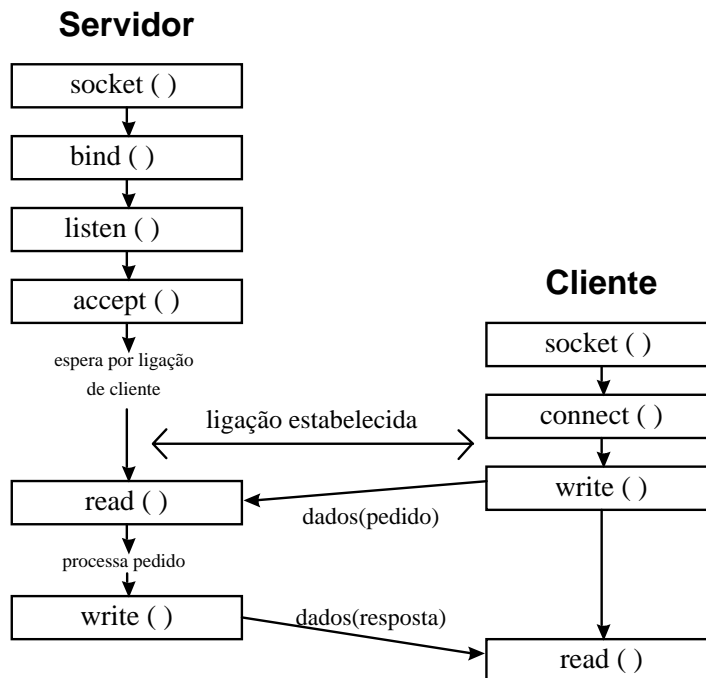 Servidor
socket ( )
bind ( )
listen ( )
accept ( )
espera por ligação
de cliente
Cliente
socket ( )
connect ( )
ligação estabelecida
write ( )
read ( )
dados(pedido)
processa pedido
write ( )
dados(resposta)
read ( )